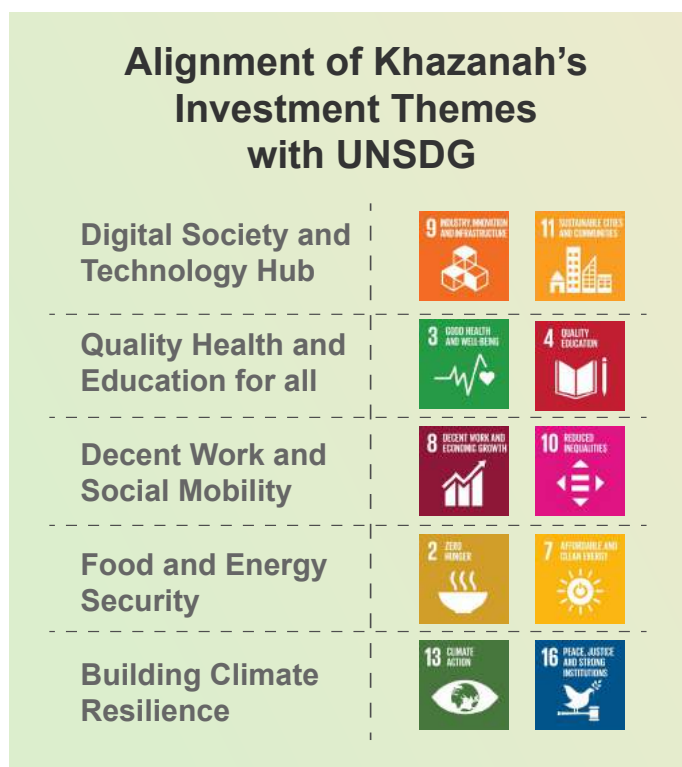 Alignment of Khazanah’s
Investment Themes
with UNSDG
Digital Society and
Technology Hub
9 INDUSTRY, INNOVATION
AND INFRASTRUCTURE
11 SUSTAINABLE CITIES
AND COMMUNITIES
Quality Health and
Education for all
3 GOOD HEALTH
AND WELL-BEING
4 QUALITY
EDUCATION
Decent Work and
Social Mobility
8 DECENT WORK AND
ECONOMIC GROWTH
10 REDUCED
INEQUALITIES
Food and Energy
Security
2 ZERO
HUNGER
7 AFFORDABLE AND
CLEAN ENERGY
Building Climate
Resilience
13 CLIMATE
ACTION
16 PEACE, JUSTICE
AND STRONG
INSTITUTIONS